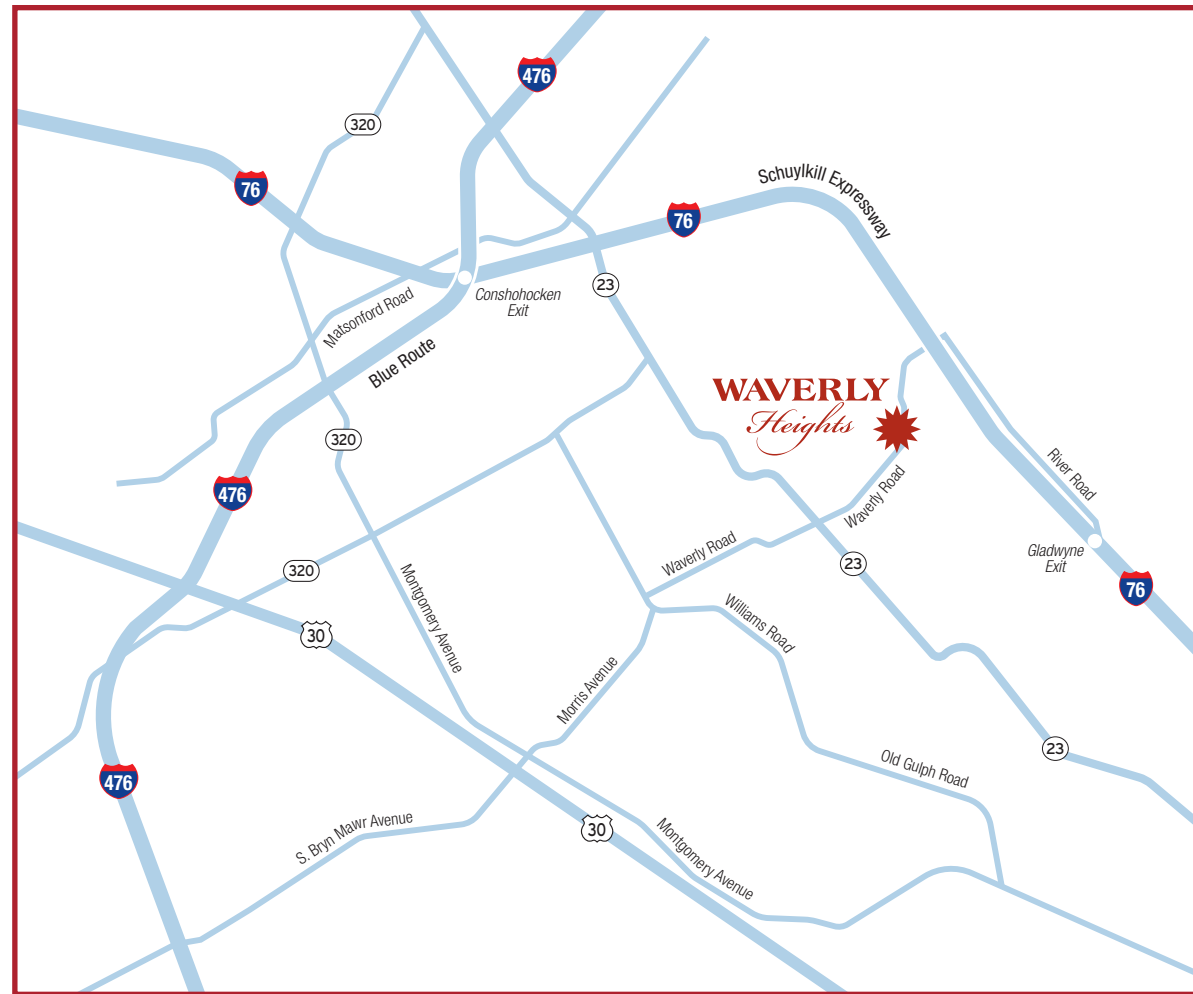 476
320
76
Schuylkill Expressway
76
Conshohocken
Exit
23
Matsonford Road
Blue Route
WAVERLY
Heights
320
River Road
476
Waverly Road
Waverly Road
Gladwyne
Exit
23
320
76
Montgomery Avenue
Williams Road
30
Morris Avenue
23
Old Gulph Road
476
S. Bryn Mawr Avenue
30
Montgomery Avenue